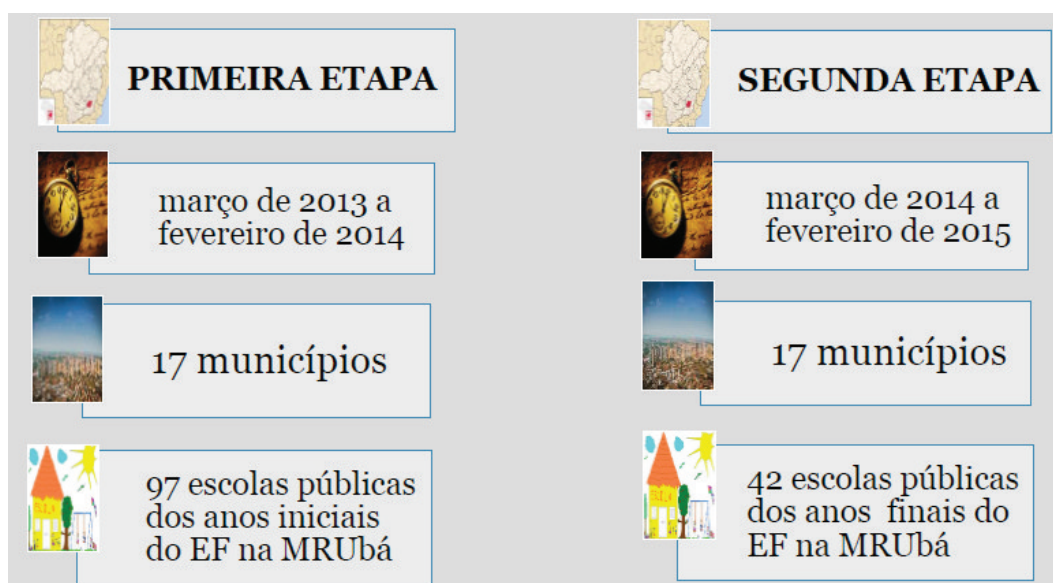 PRIMEIRA ETAPA
março de 2013 a
fevereiro de 2014
17 municípios
97 escolas públicas
dos anos iniciais
do EF na MRUbá
SEGUNDA ETAPA
março de 2014 a
fevereiro de 2015
17 municípios
42 escolas públicas
dos anos finais do
EF na MRUbá